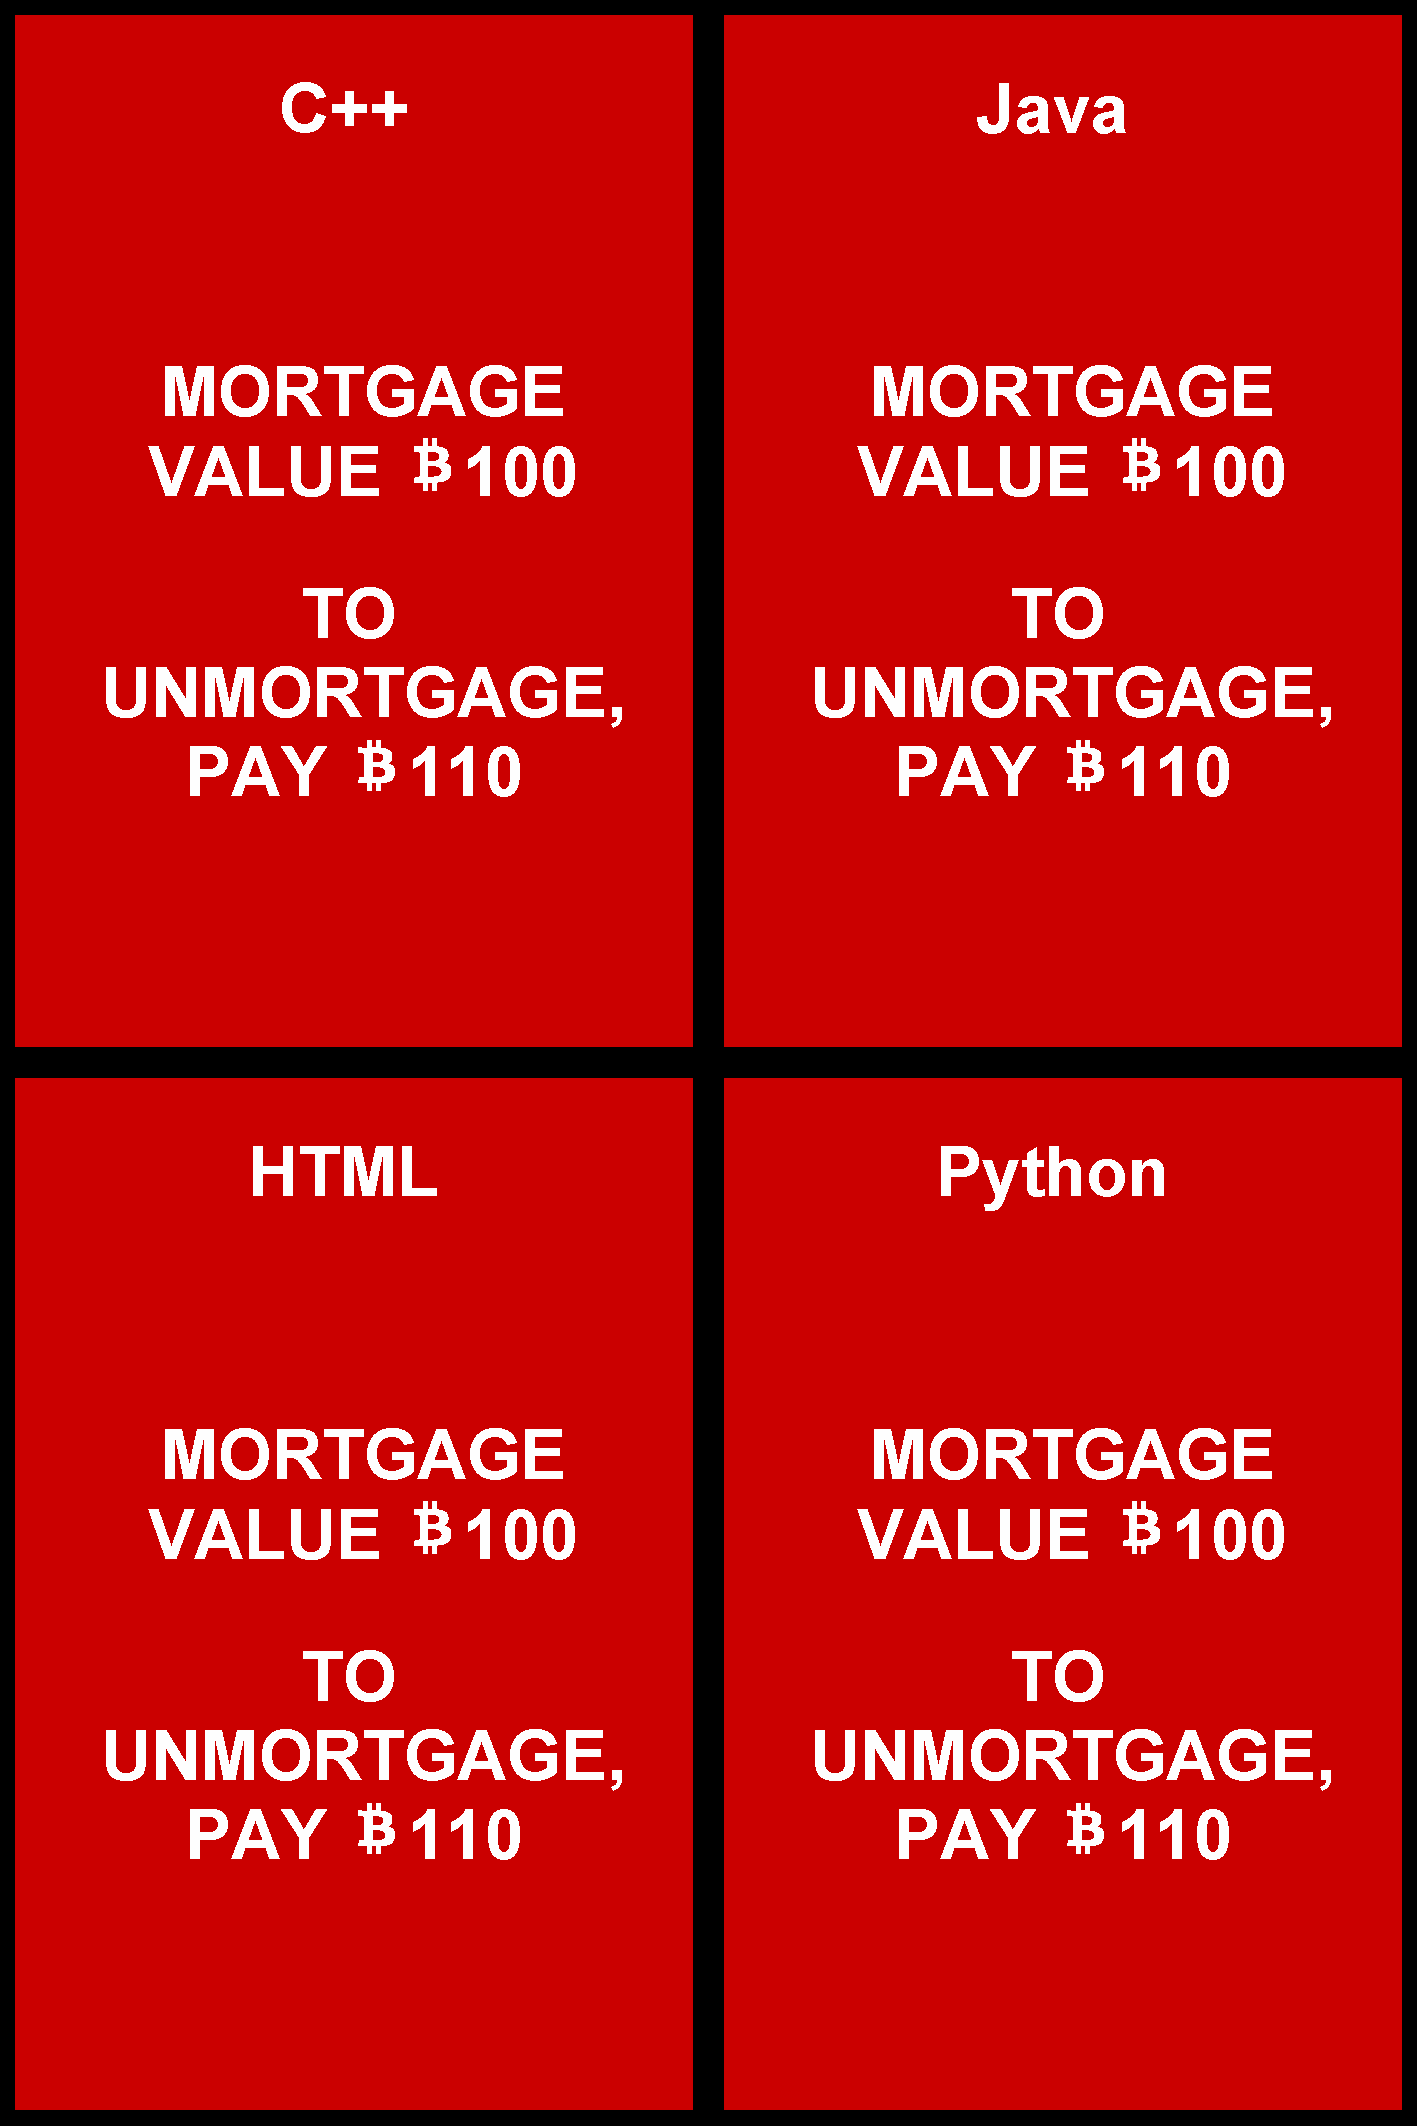 C++
MORTGAGE
VALUE ₿100
TO
UNMORTGAGE,
PAY ₿110
Java
MORTGAGE
VALUE ₿100
TO
UNMORTGAGE,
PAY ₿110
HTML
MORTGAGE
VALUE ₿100
TO
UNMORTGAGE,
PAY ₿110
Python
MORTGAGE
VALUE ₿100
TO
UNMORTGAGE,
PAY ₿110